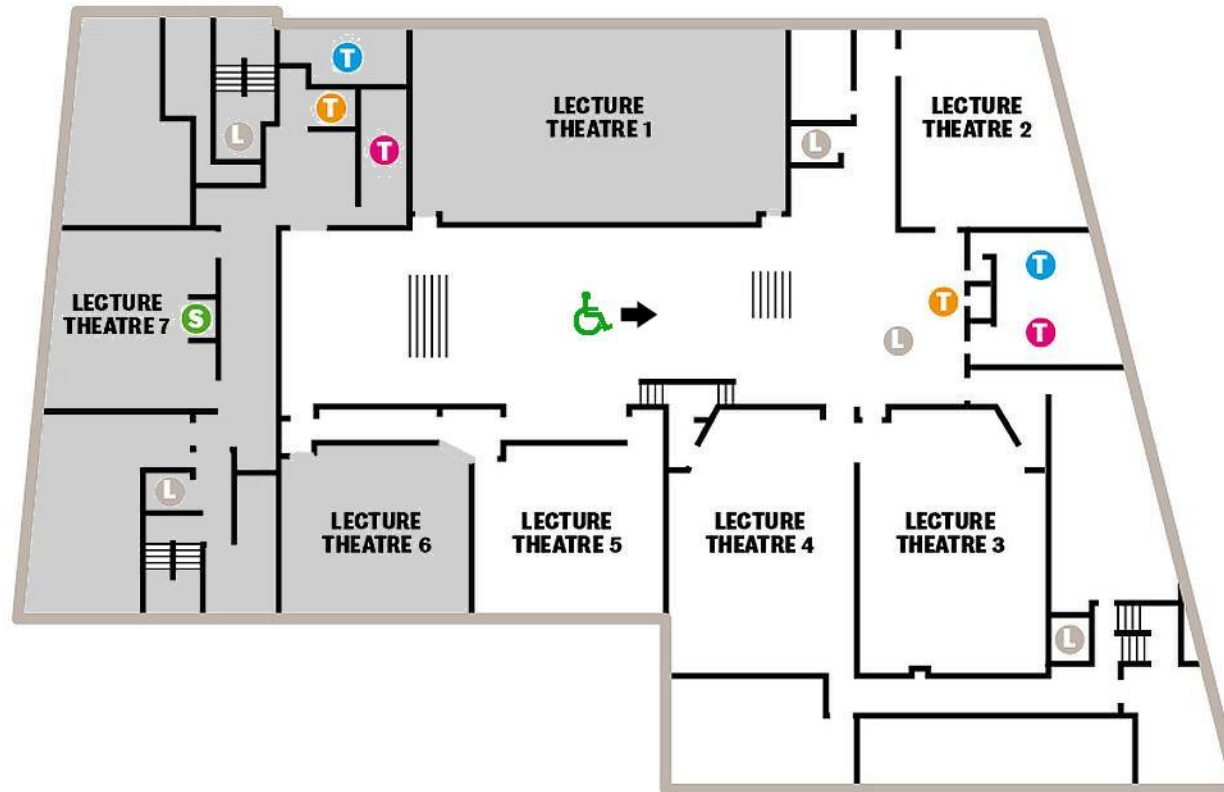 T
T
T
L
LECTURE
THEATRE 1
L
LECTURE
THEATRE 2
LECTURE
THEATRE 7
S
T
T
T
L
L
LECTURE
THEATRE 6
LECTURE
THEATRE 5
LECTURE
THEATRE 4
LECTURE
THEATRE 3
L